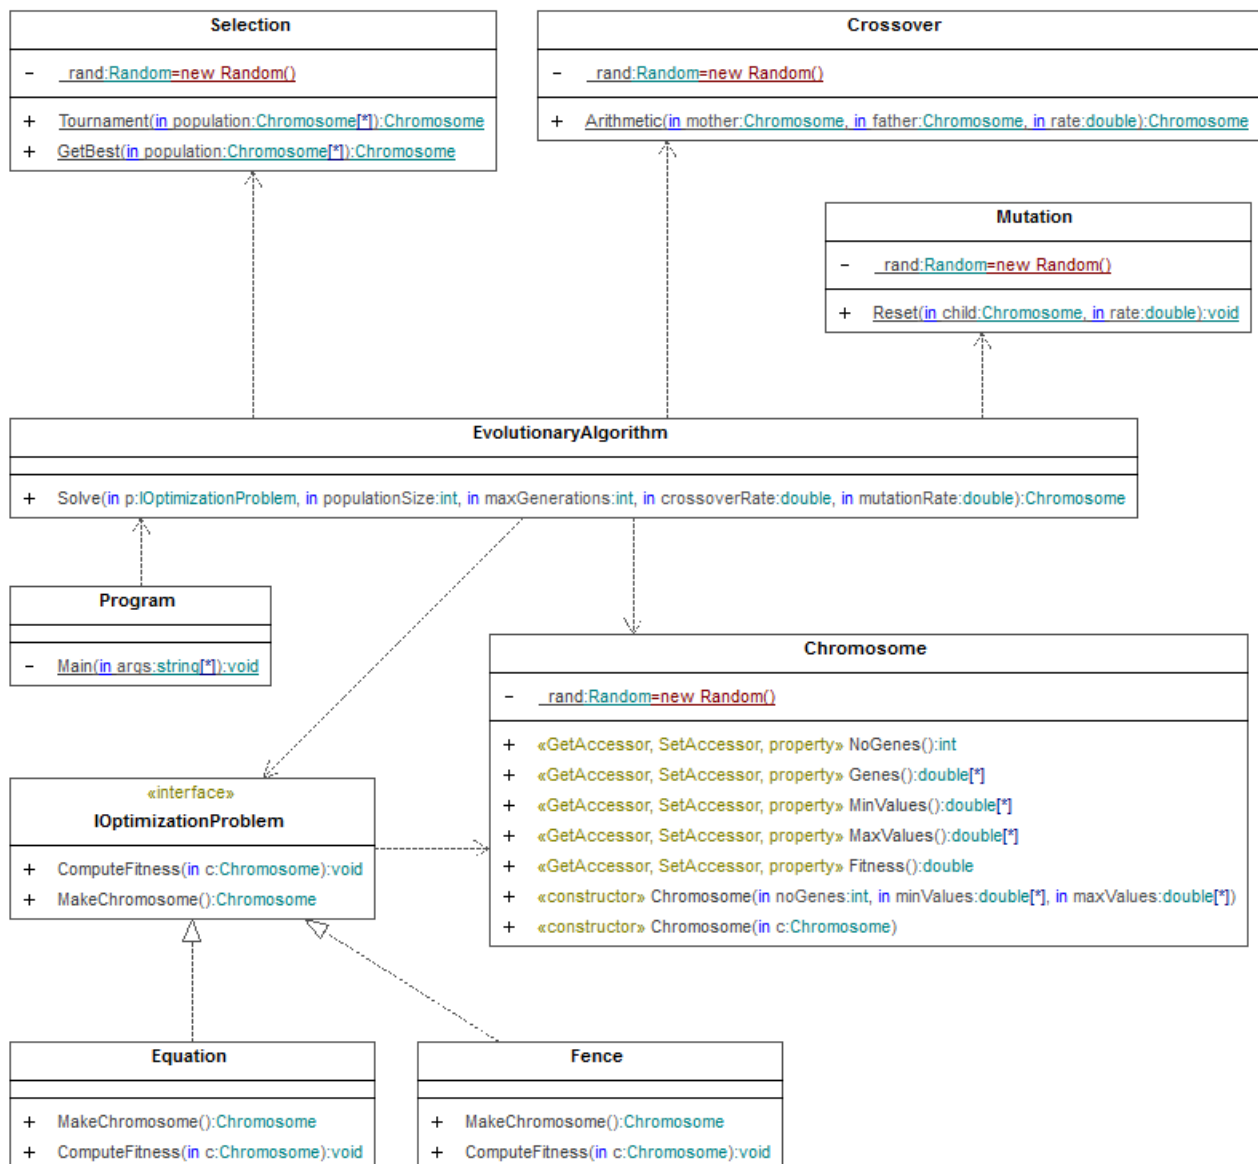 Selection
- _rand:Random=new Random()
+ Tournament(in population:Chromosome[*]):Chromosome
+ GetBest(in population:Chromosome[*]):Chromosome
Crossover
- _rand:Random=new Random()
+ Arithmetic(in mother:Chromosome, in father:Chromosome, in rate:double):Chromosome
Mutation
- _rand:Random=new Random()
+ Reset(in child:Chromosome, in rate:double):void
EvolutionaryAlgorithm
+ Solve(in p:IOptimizationProblem, in populationSize:int, in maxGenerations:int, in crossoverRate:double, in mutationRate:double):Chromosome
Program
- Main(in args:string[*]):void
Chromosome
- _rand:Random=new Random()
+ «GetAccessor, SetAccessor, property» NoGenes():int
+ «GetAccessor, SetAccessor, property» Genes():double[*]
+ «GetAccessor, SetAccessor, property» MinValues():double[*]
+ «GetAccessor, SetAccessor, property» MaxValues():double[*]
+ «GetAccessor, SetAccessor, property» Fitness():double
+ «constructor» Chromosome(in noGenes:int, in minValues:double[*], in maxValues:double[*])
+ «constructor» Chromosome(in c:Chromosome)
«interface»
IOptimizationProblem
+ ComputeFitness(in c:Chromosome):void
+ MakeChromosome():Chromosome
Equation
+ MakeChromosome():Chromosome
+ ComputeFitness(in c:Chromosome):void
Fence
+ MakeChromosome():Chromosome
+ ComputeFitness(in c:Chromosome):void